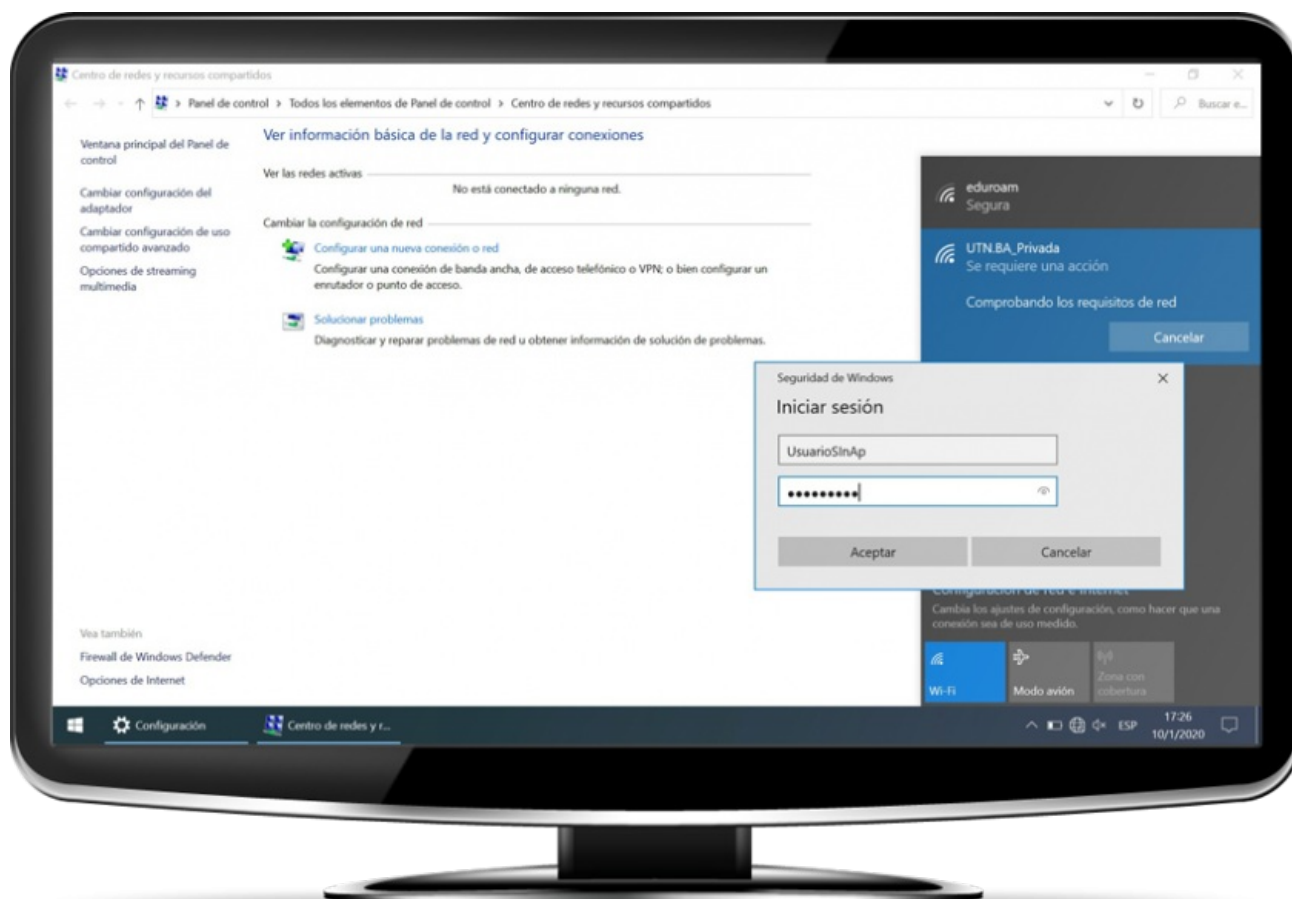 Centro de redes y recursos compartidos
Panel de control > Todos los elementos de Panel de control > Centro de redes y recursos compartidos
Buscar e...
Ventana principal del Panel de
control
Cambiar configuración del
adaptador
Cambiar configuración de uso
compartido avanzado
Opciones de streaming
multimedia
Ver información básica de la red y configurar conexiones
Ver las redes activas
No está conectado a ninguna red.
Cambiar la configuración de red
Configurar una nueva conexión o red
Configurar una conexión de banda ancha, de acceso telefónico o VPN; o bien configurar un
enrutador o punto de acceso.
Solucionar problemas
Diagnosticar y reparar problemas de red u obtener información de solución de problemas.
eduroam
Segura
UTN.BA_Privada
Se requiere una acción
Comprobando los requisitos de red
Cancelar
Seguridad de Windows
Iniciar sesión
UsuarioSInAp
Aceptar
Cancelar
Configuración de red e Internet
Cambia los ajustes de configuración, como hacer que una
conexión sea de uso medido.
Wi-Fi
Modo avión
Zona con
cobertura
Vea también
Firewall de Windows Defender
Opciones de Internet
Configuración
Centro de redes y r...
ESP
17:26
10/1/2020